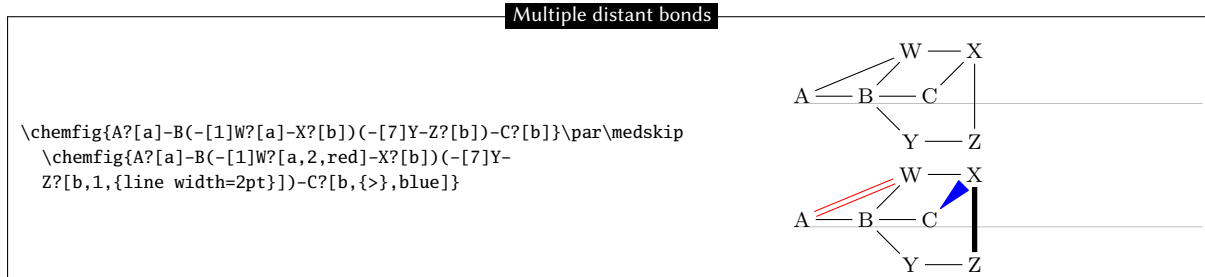 Multiple distant bonds
\chemfig{A?[a]-B(-[1]W?[a]-X?[b])(-[7]Y-Z?[b])-C?[b]}\par\medskip
\chemfig{A?[a]-B(-[1]W?[a,2,red]-X?[b])(-[7]Y-
Z?[b,1,{line width=2pt}])-C?[b,{>},blue]}
W X
A B C
Y Z
W X
A B C
Y Z